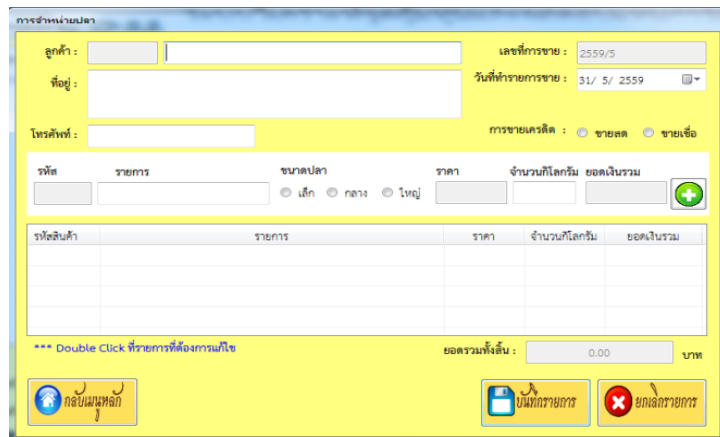 การจำหน่ายปลา
ลูกค้า : เลขที่การขาย : 2559/5
ที่อยู่ : วันที่ทำรายการขาย : 31/ 5/ 2559
โทรศัพท์ : การขายเครดิต : ขายสด ขายเชื่อ
รหัส รายการ ขนาดปลา ราคา จำนวนกิโลกรัม ยอดเงินรวม
เล็ก กลาง ใหญ่
รหัสสินค้า รายการ ราคา จำนวนกิโลกรัม ยอดเงินรวม
*** Double Click ที่รายการที่ต้องการแก้ไข ยอดรวมทั้งสิ้น : 0.00 บาท
กลับเมนูหลัก บันทึกรายการ ยกเลิกรายการ